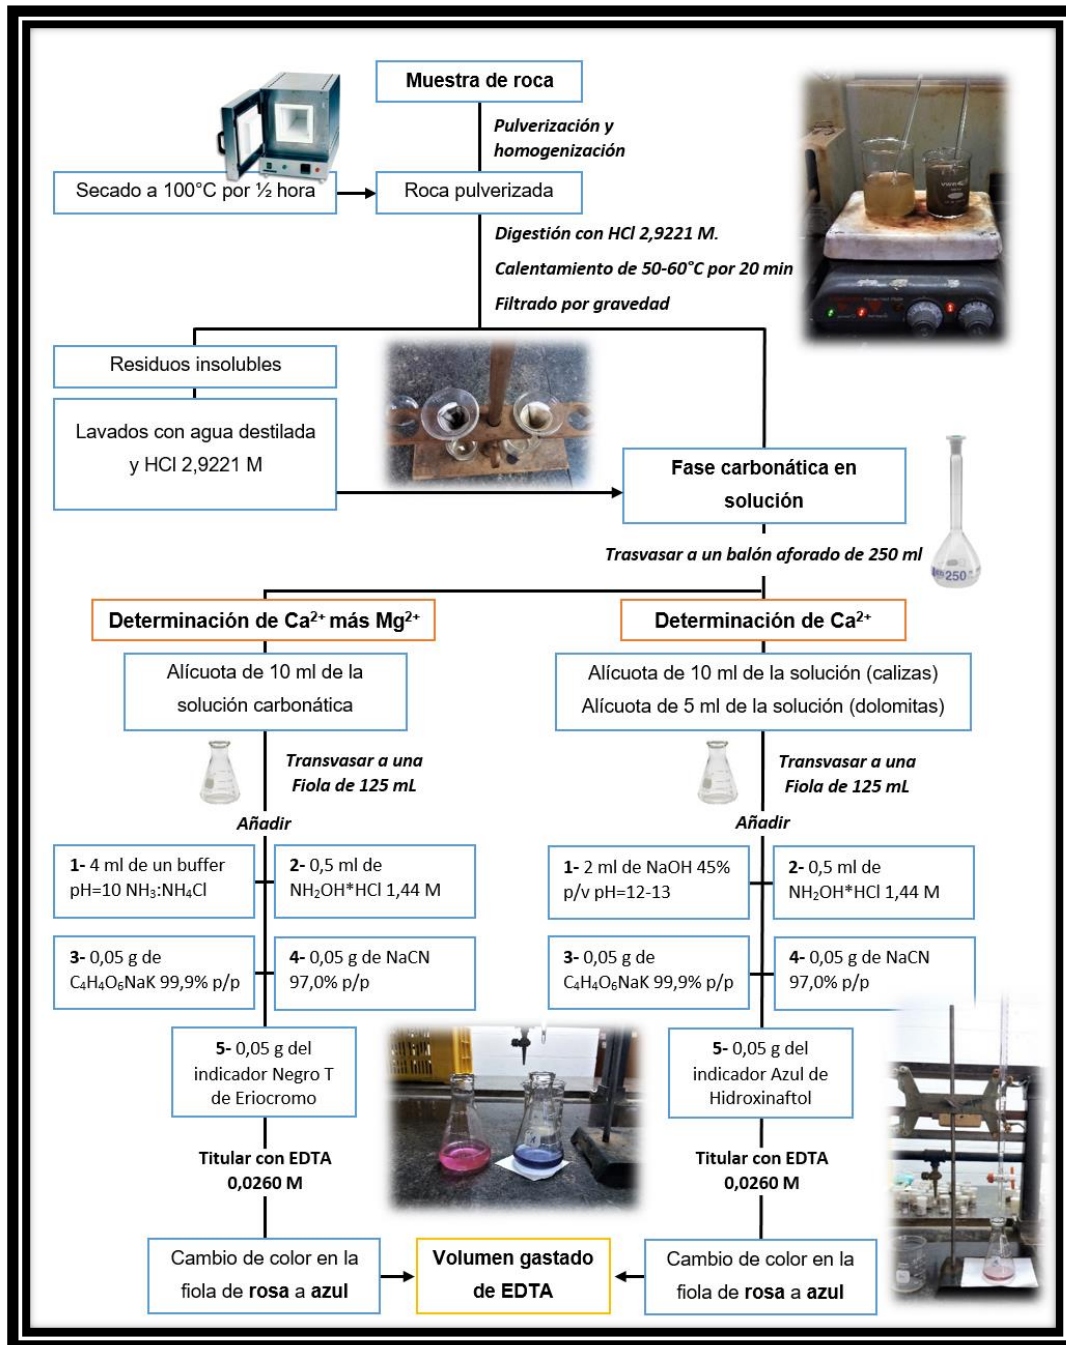 Muestra de roca
Pulverización y
homogenización
Secado a 100°C por ½ hora
Roca pulverizada
Digestión con HCl 2,9221 M.
Calentamiento de 50-60°C por 20 min
Filtrado por gravedad
Residuos insolubles
Lavados con agua destilada
y HCl 2,9221 M
Fase carbonática en
solución
Trasvasar a un balón aforado de 250 ml
250
Determinación de Ca²⁺ más Mg²⁺
Alícuota de 10 ml de la
solución carbonática
Transvasar a una
Fiola de 125 mL
Añadir
1- 4 ml de un buffer
pH=10 NH₃:NH₄Cl
2- 0,5 ml de
NH₂OH*HCl 1,44 M
3- 0,05 g de
C₄H₄O₆NaK 99,9% p/p
4- 0,05 g de NaCN
97,0% p/p
5- 0,05 g del
indicador Negro T
de Eriocromo
Titular con EDTA
0,0260 M
Cambio de color en la
fiola de rosa a azul
Determinación de Ca²⁺
Alícuota de 10 ml de la solución (calizas)
Alícuota de 5 ml de la solución (dolomitas)
Transvasar a una
Fiola de 125 mL
Añadir
1- 2 ml de NaOH 45%
p/v pH=12-13
2- 0,5 ml de
NH₂OH*HCl 1,44 M
3- 0,05 g de
C₄H₄O₆NaK 99,9% p/p
4- 0,05 g de NaCN
97,0% p/p
5- 0,05 g del
indicador Azul de
Hidroxinaftol
Titular con EDTA
0,0260 M
Cambio de color en la
fiola de rosa a azul
Volumen gastado
de EDTA